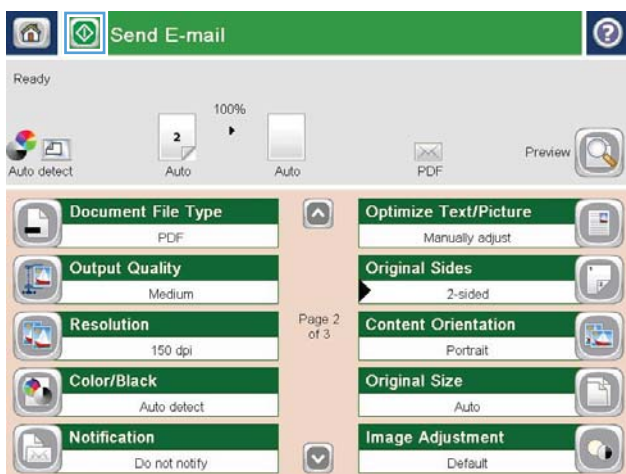 Send E-mail
?
Ready
100%
2
Auto detect
Auto
Auto
PDF
Preview
Document File Type
PDF
Output Quality
Medium
Resolution
150 dpi
Color/Black
Auto detect
Notification
Do not notify
Page 2
of 3
Optimize Text/Picture
Manually adjust
Original Sides
2-sided
Content Orientation
Portrait
Original Size
Auto
Image Adjustment
Default